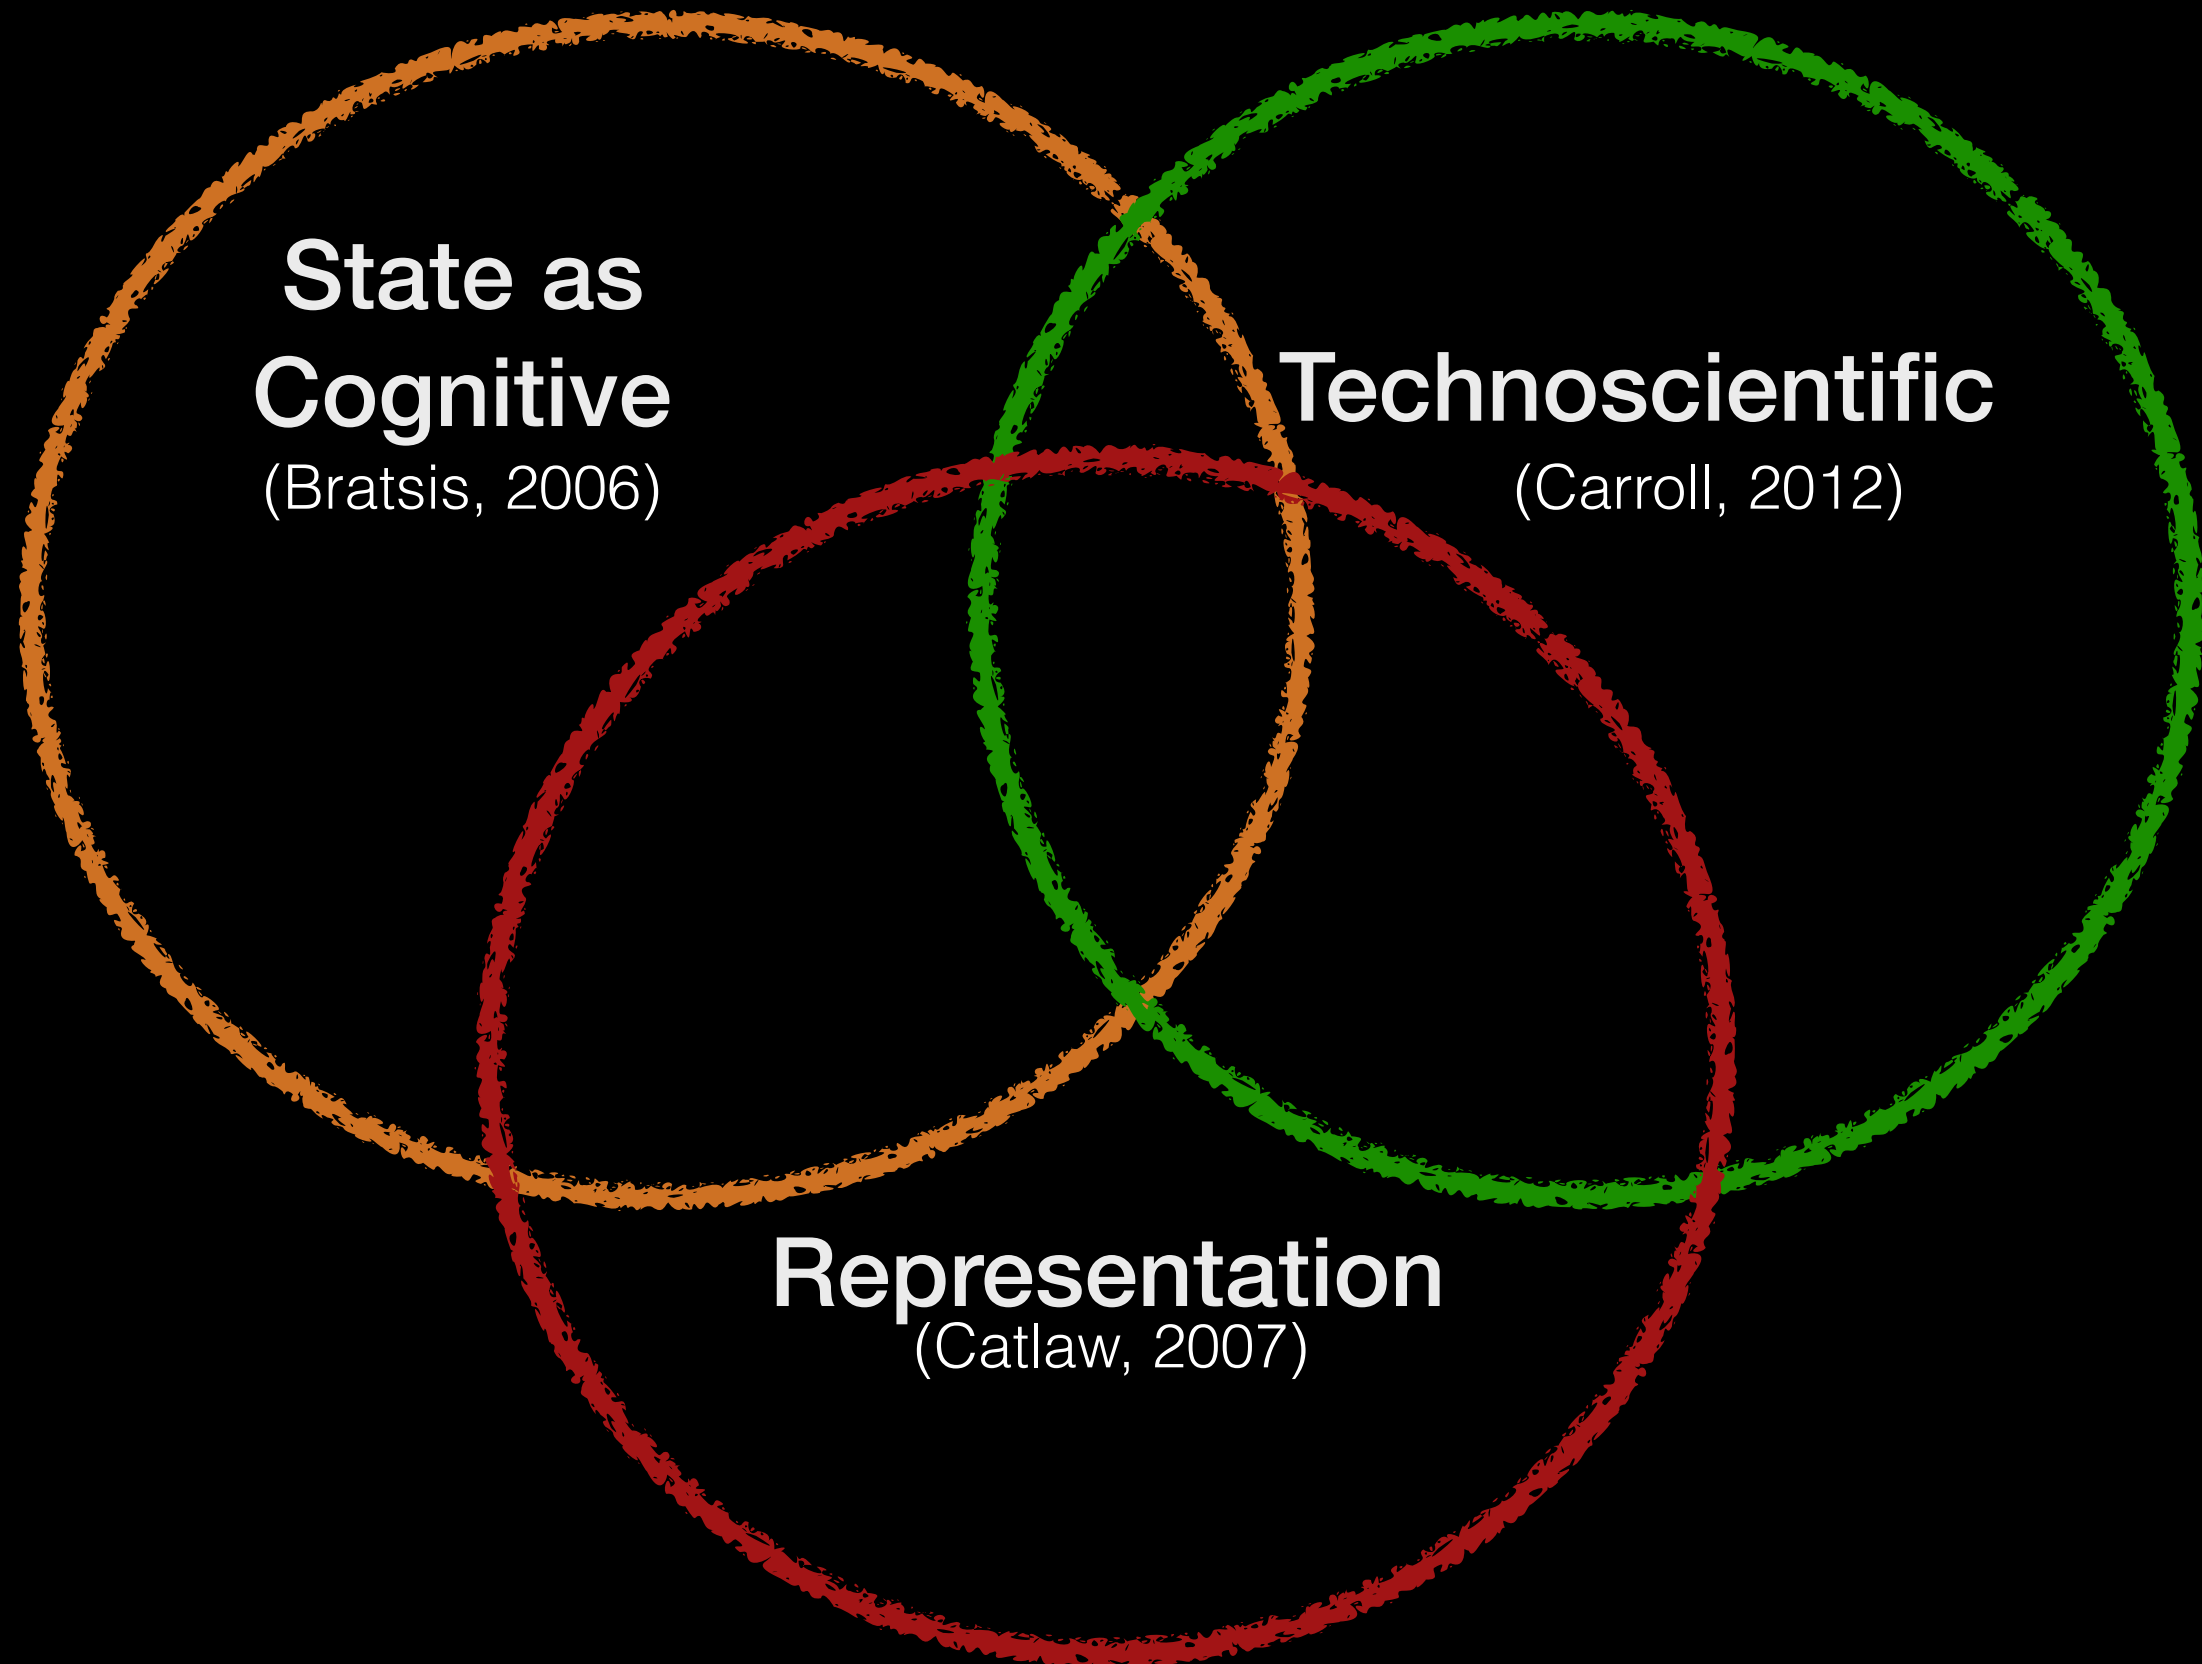 State as
Cognitive
(Bratsis, 2006)
Technoscientific
(Carroll, 2012)
Representation
(Catlaw, 2007)